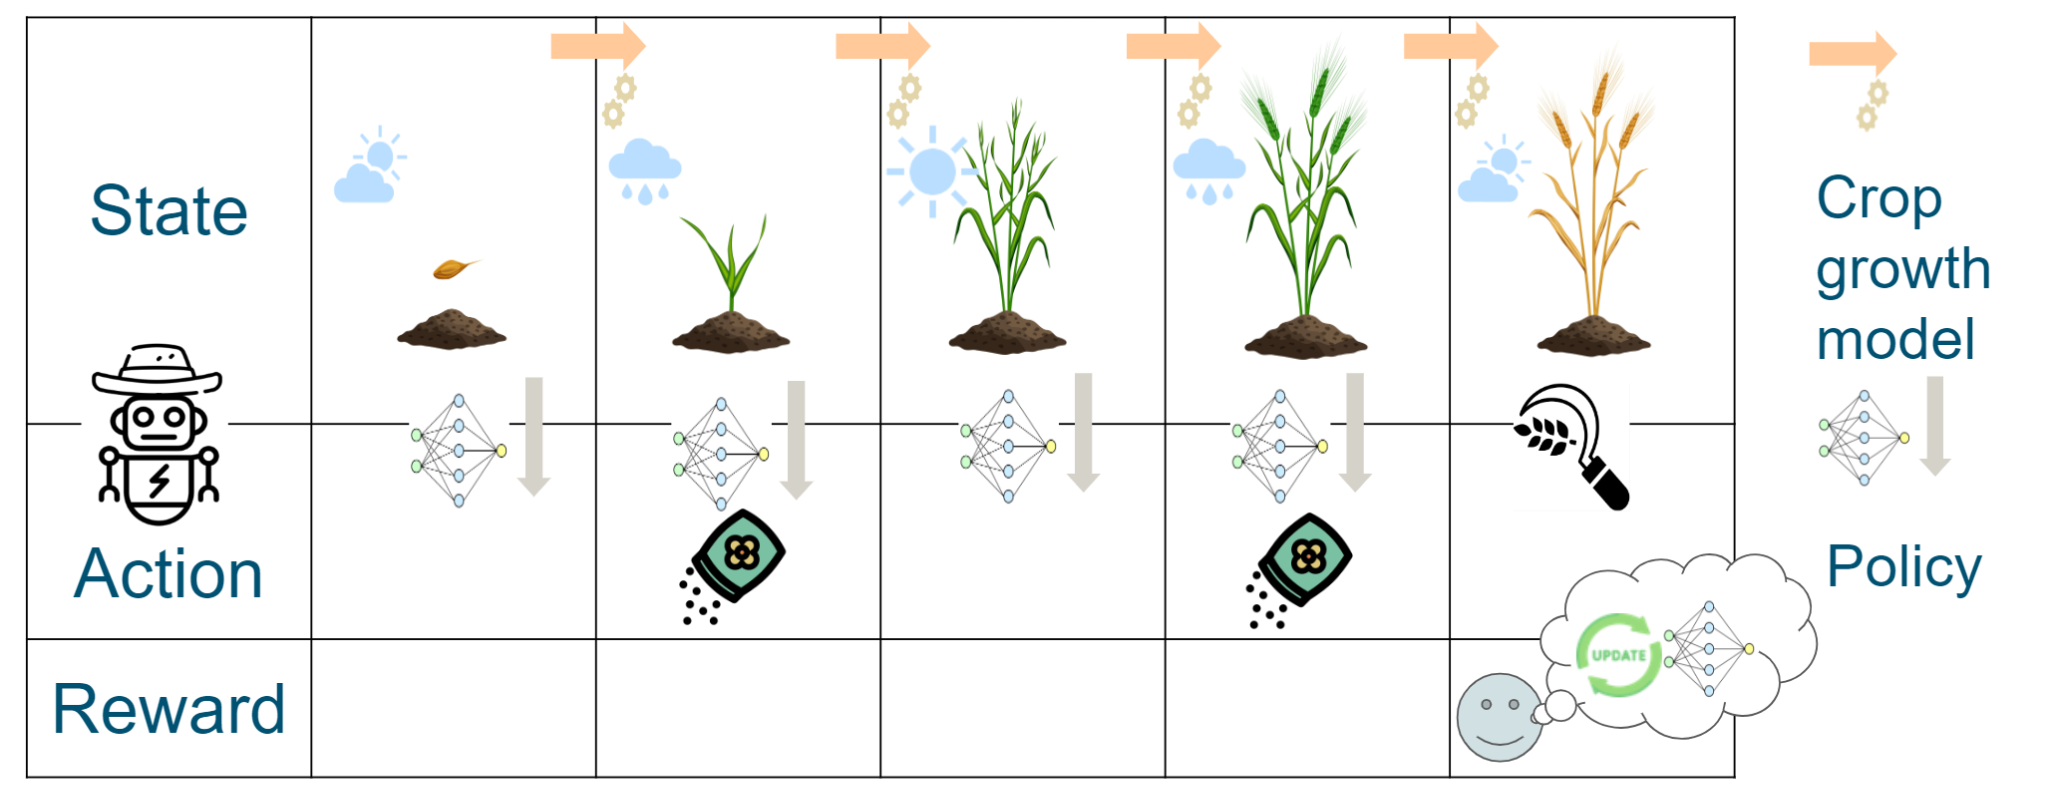 State
Action
Reward
Crop
growth
model
Policy
UPDATE